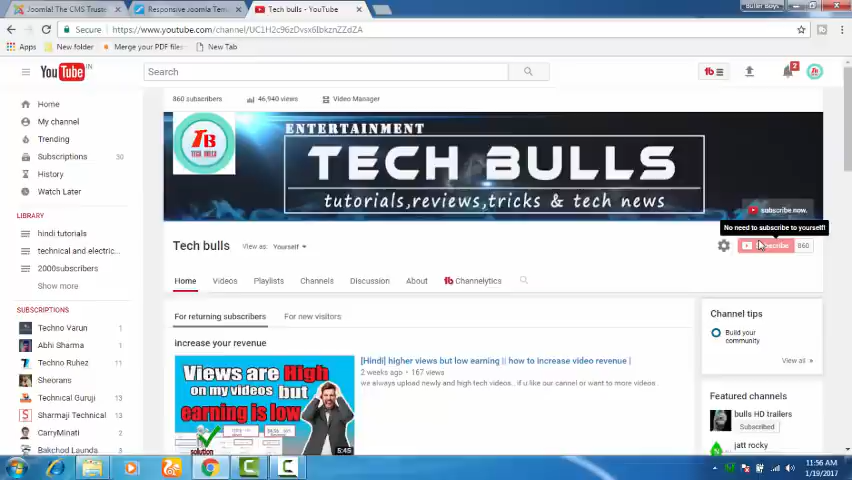 Butler Boys
Joomla! The CMS Truste
Responsive Joomla Tem
Tech bulls - YouTube
Secure
https://www.youtube.com/channel/UC1H2c96zDvsx6IbkznZZdZA
Apps
New folder
Merge your PDF files
New Tab
YouTube IN
Search
2
860 subscribers
46,940 views
Video Manager
Home
My channel
Trending
Subscriptions 30
History
Watch Later
LIBRARY
hindi tutorials
technical and electric...
2000subscribers
Show more
SUBSCRIPTIONS
Techno Varun 1
Abhi Sharma 1
Techno Ruhez 1
Sheorans
Technical Guruji 13
Sharmaji Technical 13
CarryMinati 2
Bakchod Launda
TB
TECH BULLS
ENTERTAINMENT
TECH BULLS
tutorials,reviews,tricks & tech news
subscribe now.
No need to subscribe to yourself!
Tech bulls
View as: Yourself
Subscribe 860
Home
Videos
Playlists
Channels
Discussion
About
Channelytics
For returning subscribers
For new visitors
increase your revenue
Views are High
on my videos but
earning is low
solution
5:45
[Hindi] higher views but low earning || how to increase video revenue |
2 weeks ago • 167 views
we always upload newly and high tech videos.. if u like our cannel or want to more videos .
Channel tips
Build your
community
View all »
Featured channels
bulls HD trailers
Subscribed
jatt rocky
11:56 AM
1/19/2017